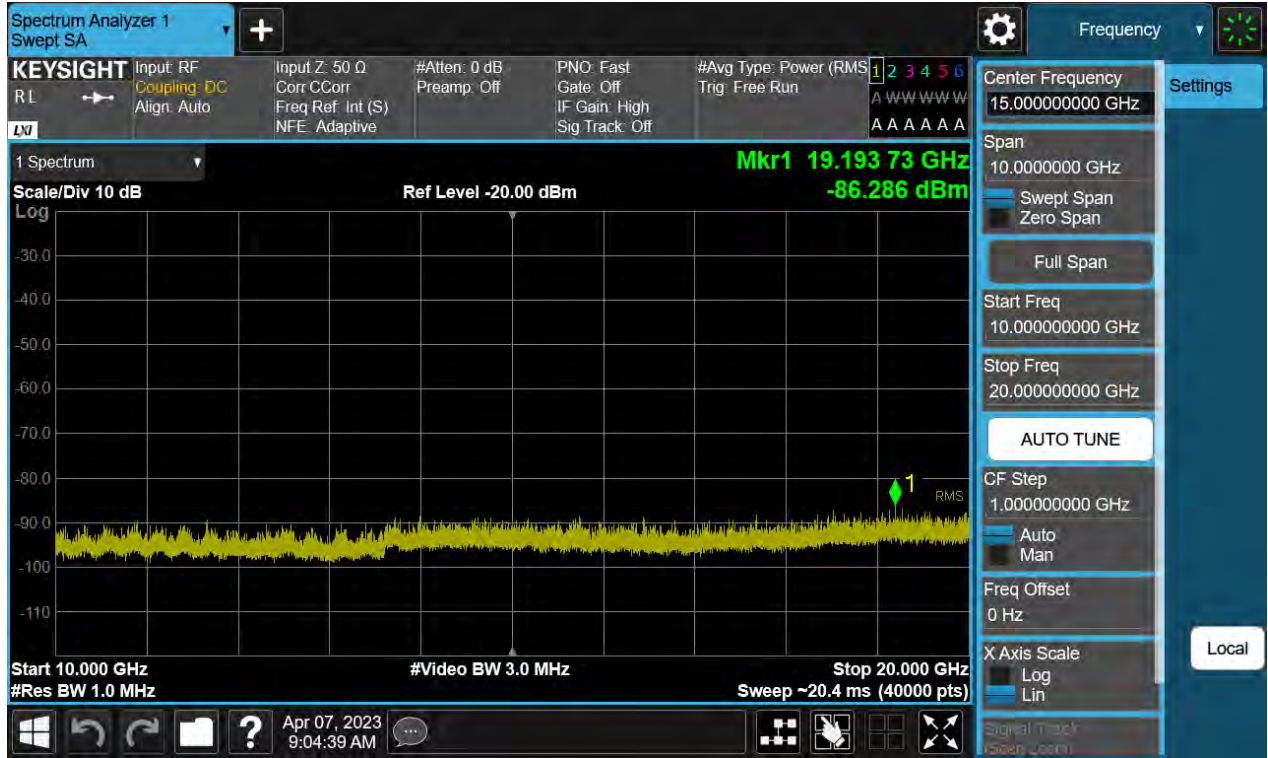 Spectrum Analyzer 1
Swept SA
+
Frequency
KEYSIGHT
RL
LXI
Input: RF
Coupling: DC
Align: Auto
Input Z: 50 Ω
Corr CCorr
Freq Ref: Int (S)
NFE: Adaptive
#Atten: 0 dB
Preamp: Off
PNO: Fast
Gate: Off
IF Gain: High
Sig Track: Off
#Avg Type: Power (RMS
Trig: Free Run
1 2 3 4 5 6
A W W W W W
A A A A A A
1 Spectrum
Scale/Div 10 dB
Ref Level -20.00 dBm
Mkr1 19.193 73 GHz
-86.286 dBm
Log
-30.0
-40.0
-50.0
-60.0
-70.0
-80.0
-90.0
-100
-110
1
RMS
Start 10.000 GHz
#Video BW 3.0 MHz
Stop 20.000 GHz
#Res BW 1.0 MHz
Sweep ~20.4 ms (40000 pts)
Center Frequency
15.000000000 GHz
Settings
Span
10.0000000 GHz
Swept Span
Zero Span
Full Span
Start Freq
10.000000000 GHz
Stop Freq
20.000000000 GHz
AUTO TUNE
CF Step
1.000000000 GHz
Auto
Man
Freq Offset
0 Hz
X Axis Scale
Log
Lin
Signal Track
(Span Zoom)
Local
?
Apr 07, 2023
9:04:39 AM